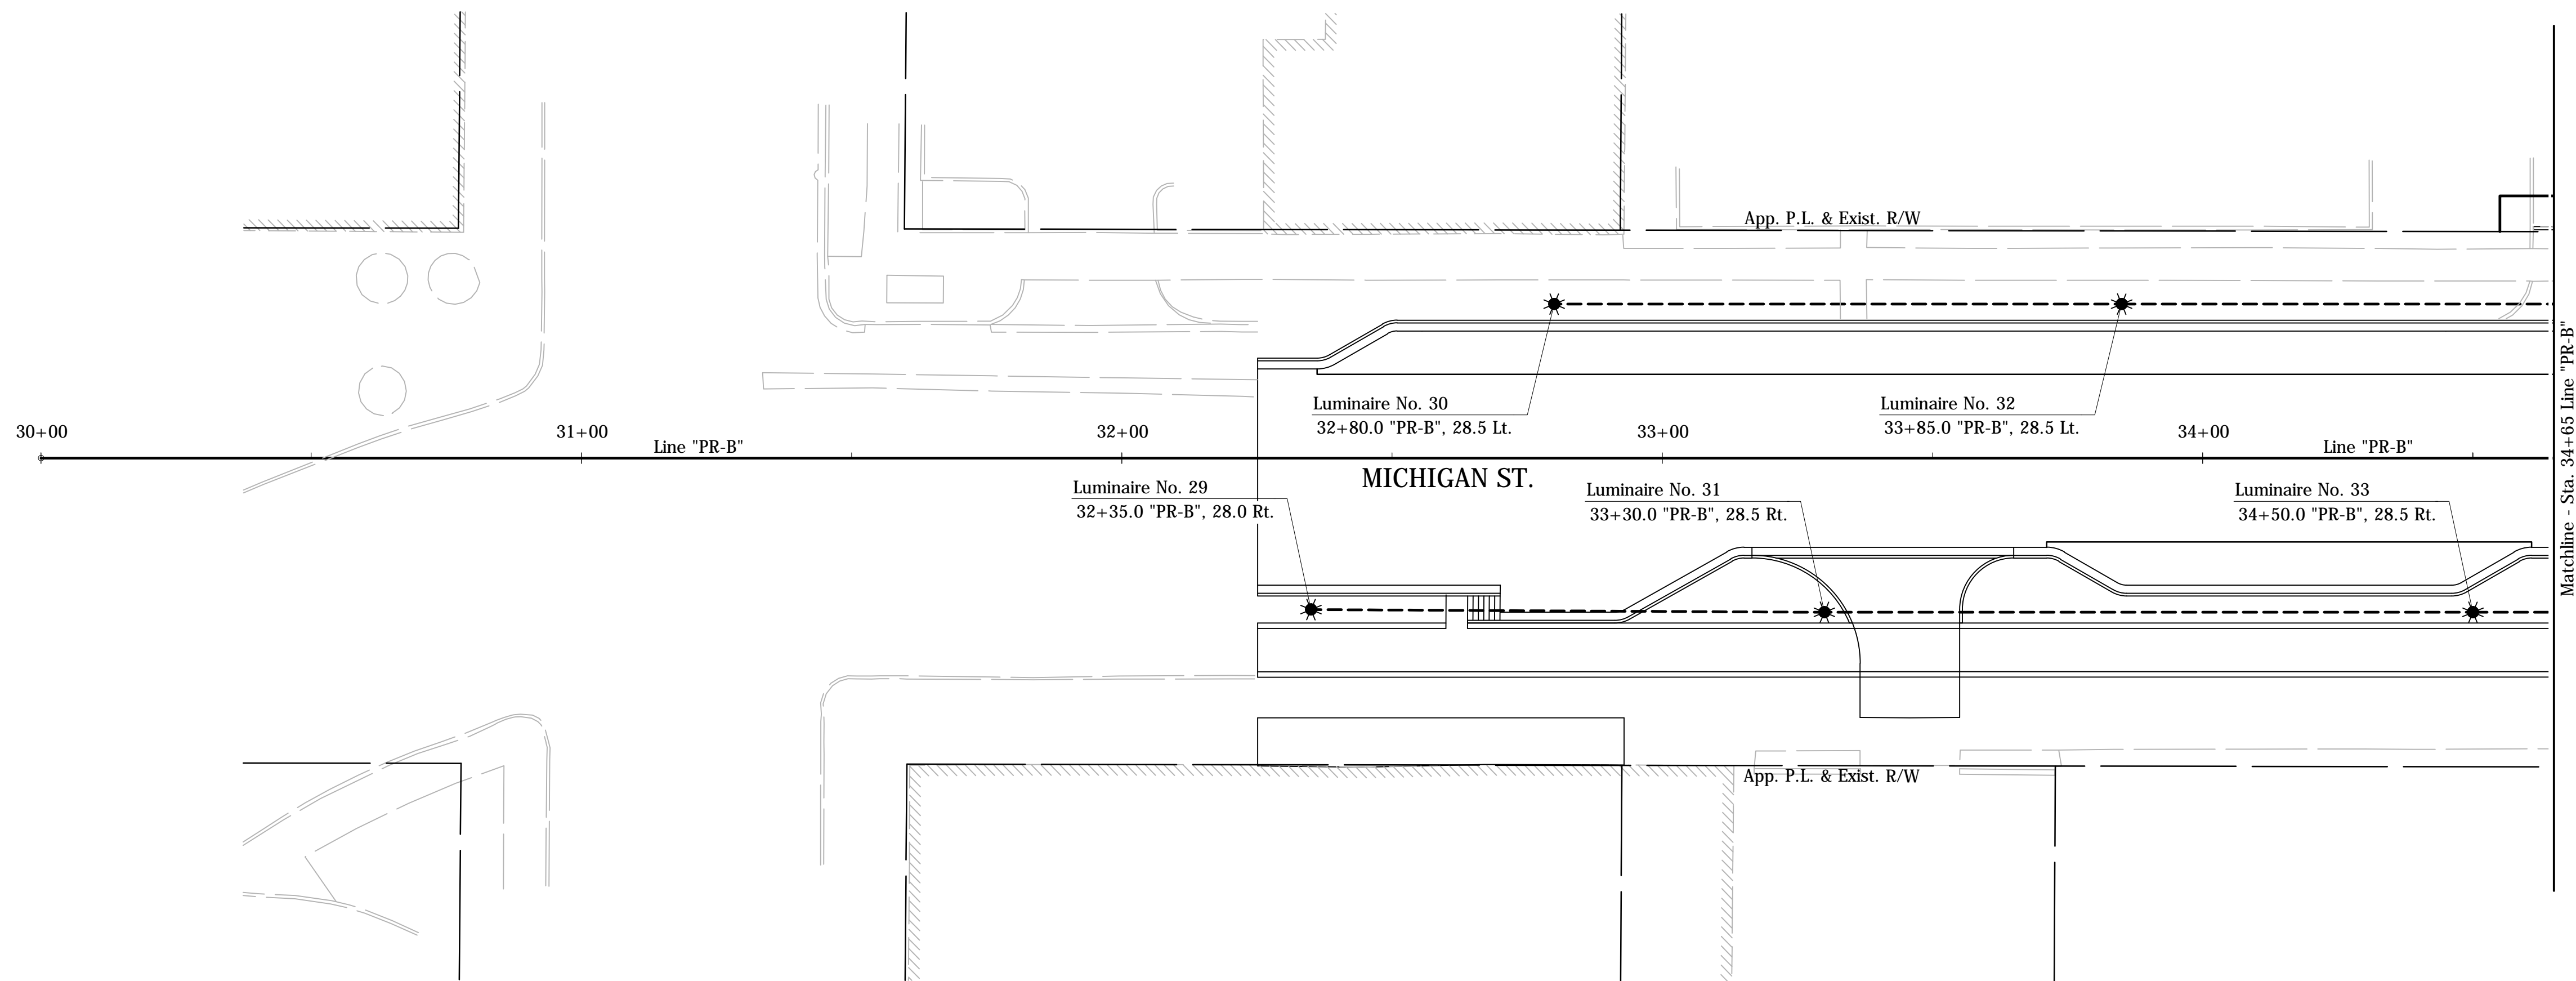 App. P.L. & Exist. R/W
Luminaire No. 30
32+80.0 "PR-B", 28.5 Lt.
Luminaire No. 32
33+85.0 "PR-B", 28.5 Lt.
30+00
31+00
32+00
33+00
34+00
Line "PR-B"
Line "PR-B"
MICHIGAN ST.
Luminaire No. 29
32+35.0 "PR-B", 28.0 Rt.
Luminaire No. 31
33+30.0 "PR-B", 28.5 Rt.
Luminaire No. 33
34+50.0 "PR-B", 28.5 Rt.
App. P.L. & Exist. R/W
Matchline - Sta. 34+65 Line "PR-B"